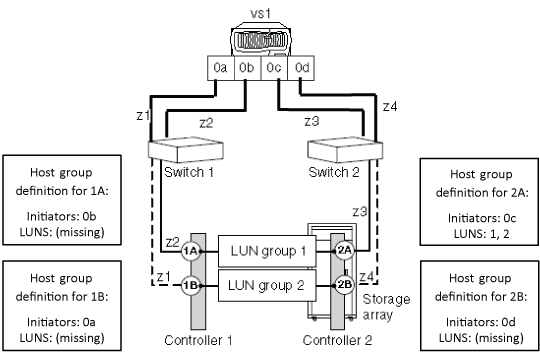 vs1
0a 0b 0c 0d
z1
z2
z3
z4
Switch 1
Switch 2
Host group
definition for 1A:
Initiators: 0b
LUNS: (missing)
Host group
definition for 2A:
Initiators: 0c
LUNS: 1, 2
z3
z2
1A
LUN group 1
2A
z1
1B
LUN group 2
2B
z4
Host group
definition for 1B:
Initiators: 0a
LUNS: (missing)
Host group
definition for 2B:
Initiators: 0d
LUNS: (missing)
Storage
array
Controller 1
Controller 2